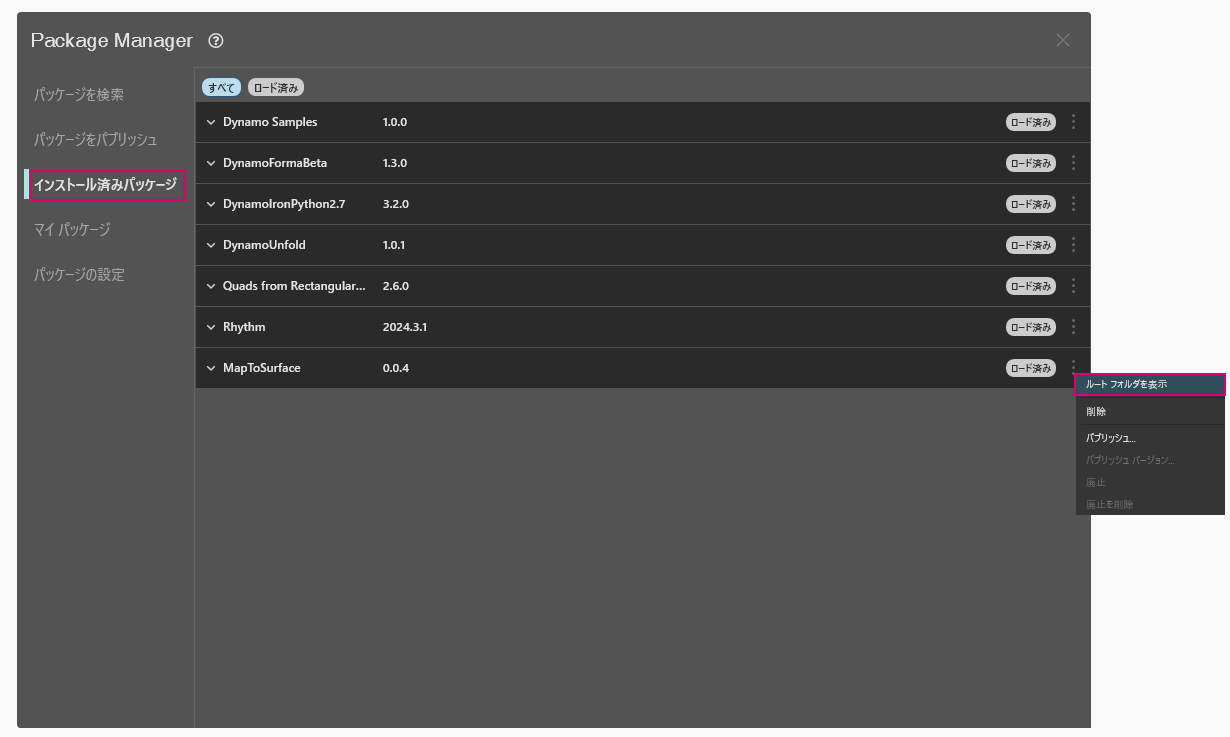 Package Manager
パッケージを検索
パッケージをパブリッシュ
インストール済みパッケージ
マイ パッケージ
パッケージの設定
すべて ロード済み
Dynamo Samples 1.0.0 ロード済み
DynamoFormaBeta 1.3.0 ロード済み
DynamoIronPython2.7 3.2.0 ロード済み
DynamoUnfold 1.0.1 ロード済み
Quads from Rectangular... 2.6.0 ロード済み
Rhythm 2024.3.1 ロード済み
MapToSurface 0.0.4 ロード済み
ルート フォルダを表示
削除
パブリッシュ...
パブリッシュ バージョン...
廃止
廃止を削除